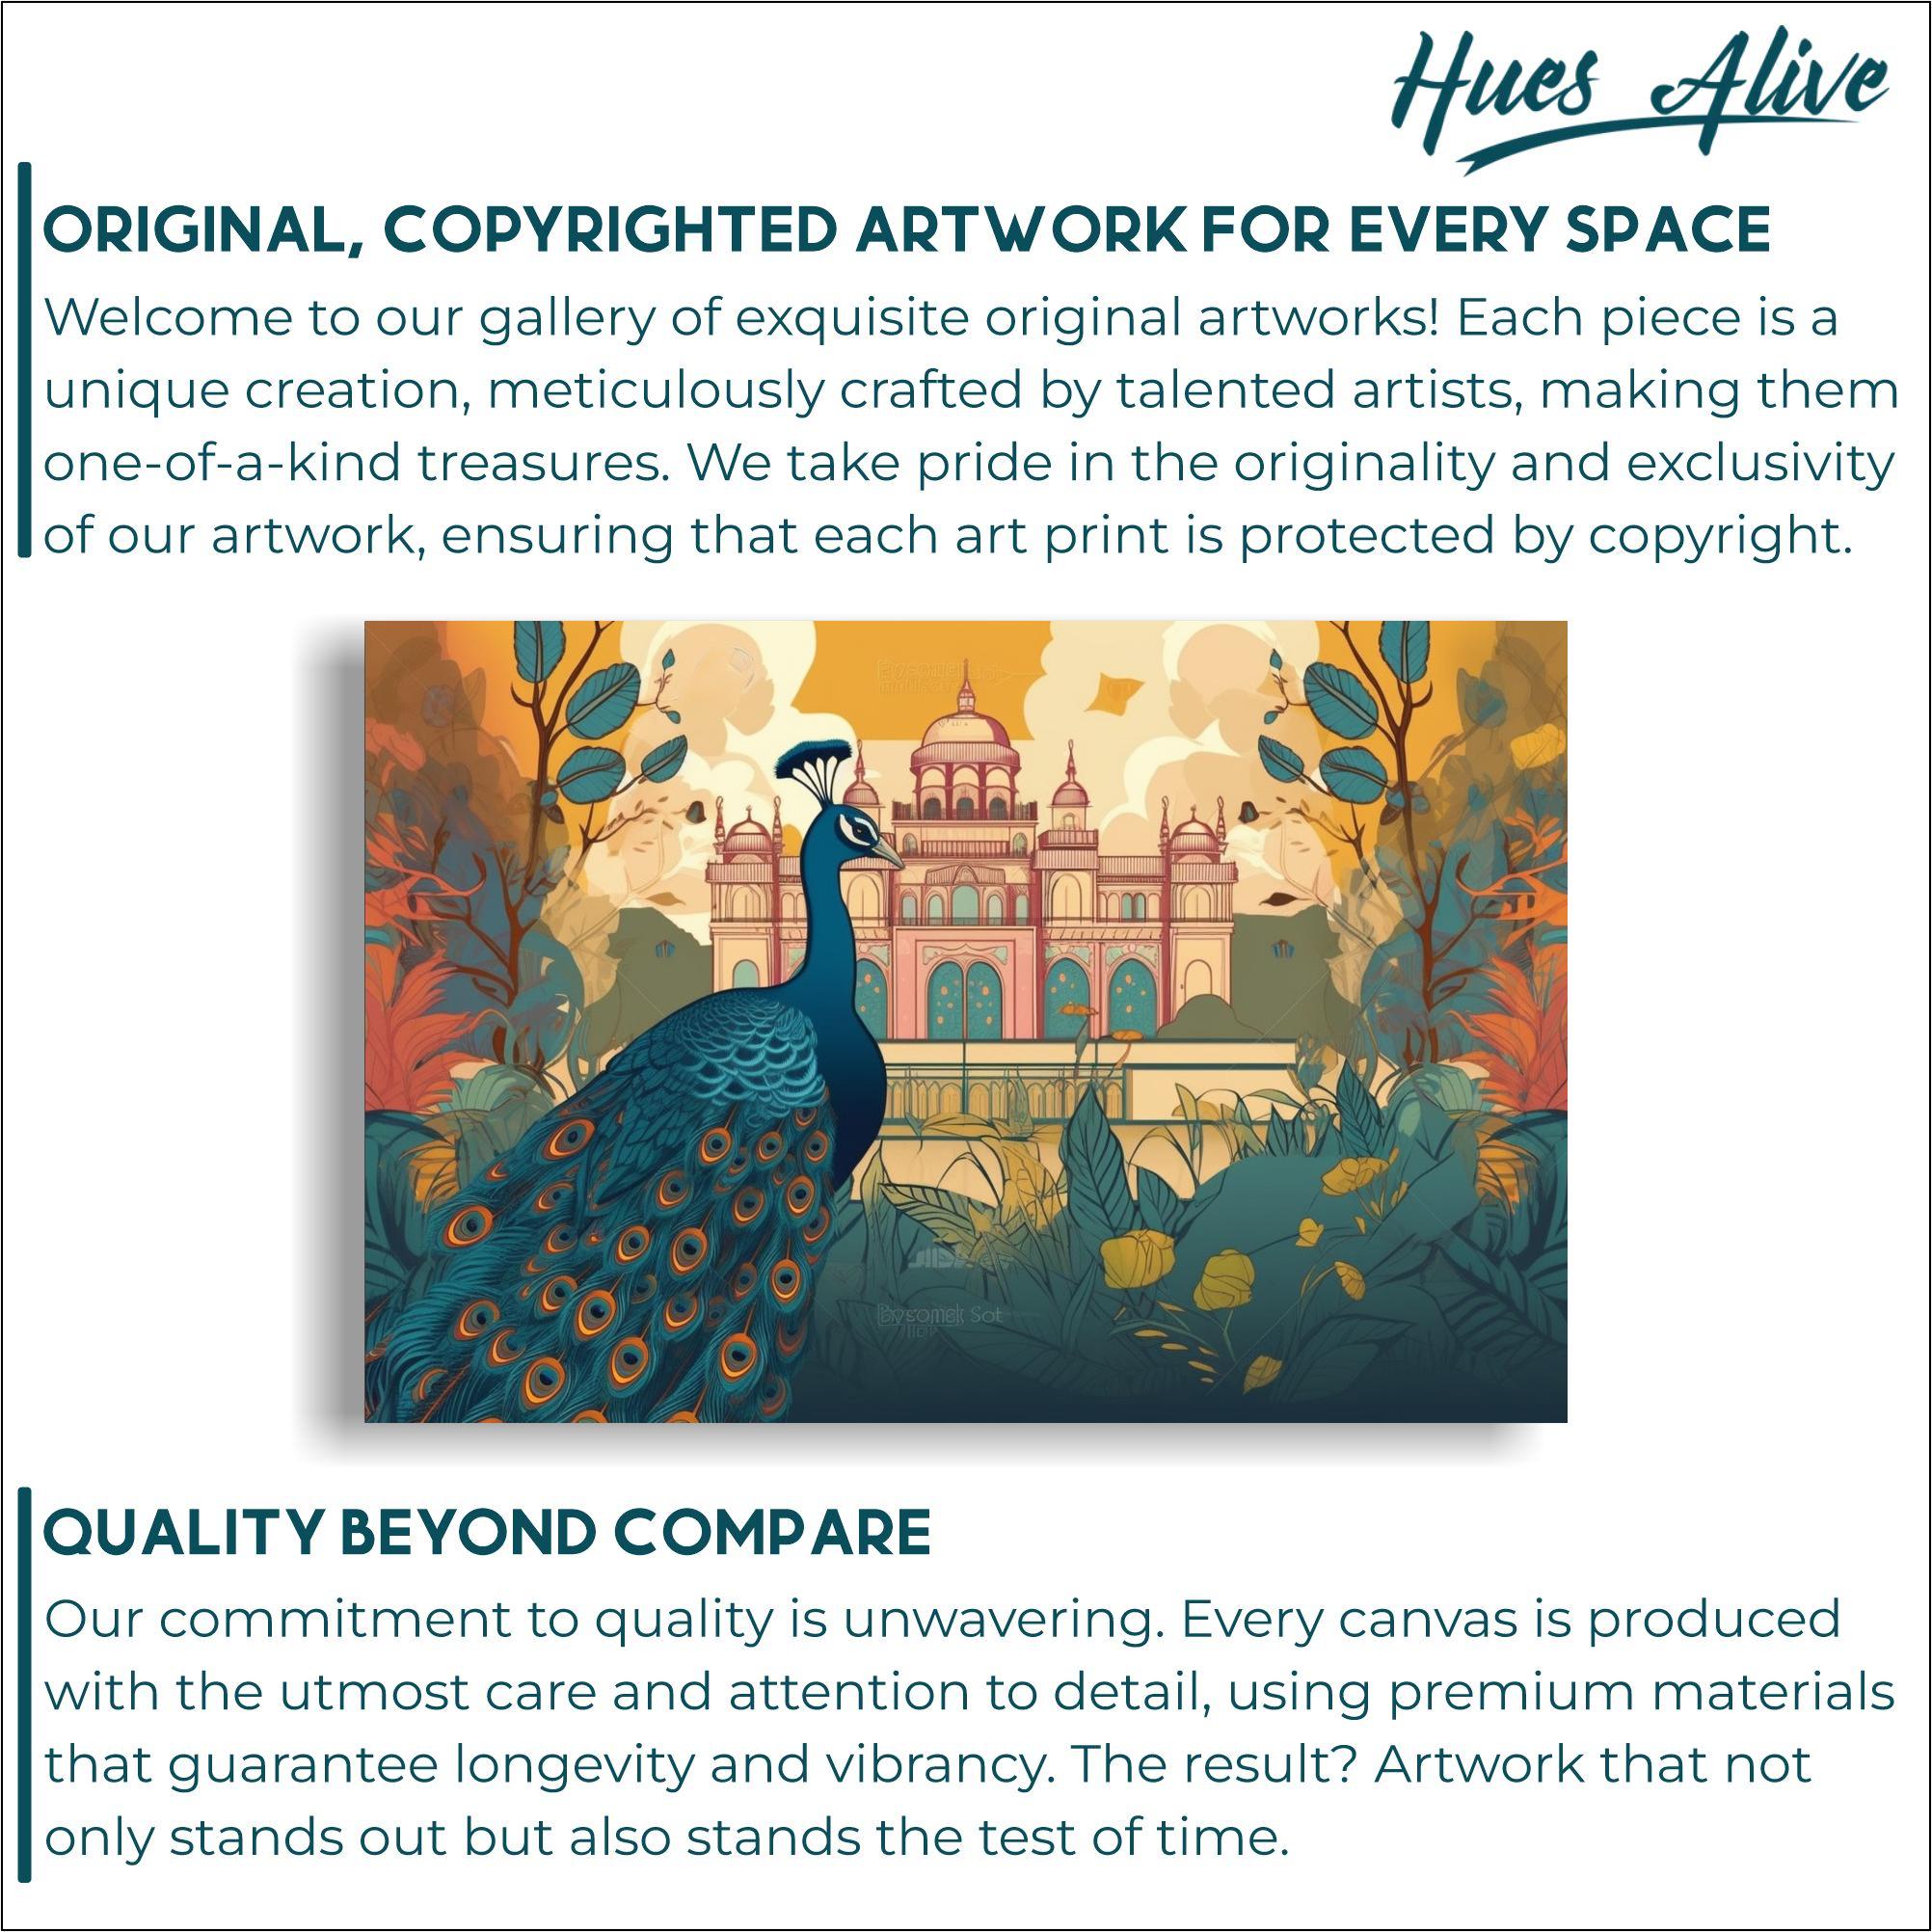 Hues Alive
ORIGINAL, COPYRIGHTED ARTWORK FOR EVERY SPACE
Welcome to our gallery of exquisite original artworks! Each piece is a
unique creation, meticulously crafted by talented artists, making them
one-of-a-kind treasures. We take pride in the originality and exclusivity
of our artwork, ensuring that each art print is protected by copyright.
QUALITY BEYOND COMPARE
Our commitment to quality is unwavering. Every canvas is produced
with the utmost care and attention to detail, using premium materials
that guarantee longevity and vibrancy. The result? Artwork that not
only stands out but also stands the test of time.